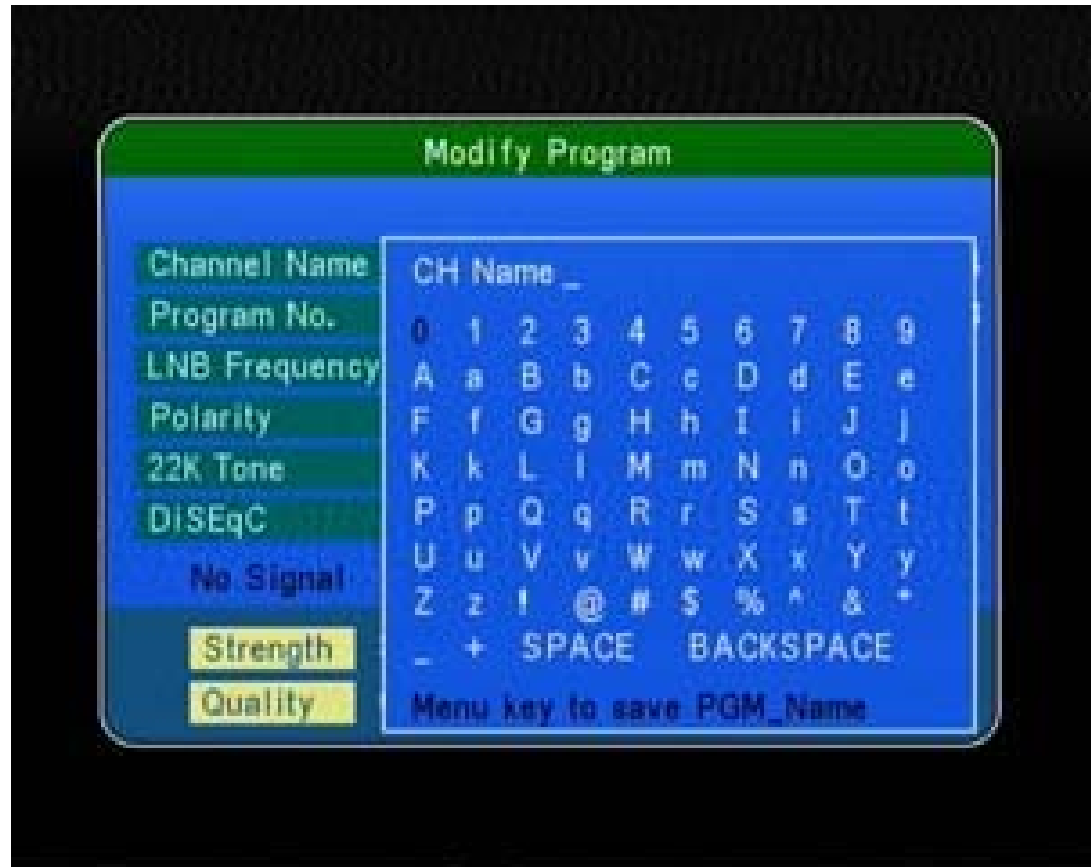 Modify Program
Channel Name
Program No.
LNB Frequency
Polarity
22K Tone
DiSEqC
No Signal
Strength
Quality
CH Name _
0 1 2 3 4 5 6 7 8 9
A a B b C c D d E e
F f G g H h I i J j
K k L l M m N n O o
P p Q q R r S s T t
U u V v W w X x Y y
Z z ! @ # $ % ^ & *
_ + SPACE BACKSPACE
Menu key to save PGM_Name